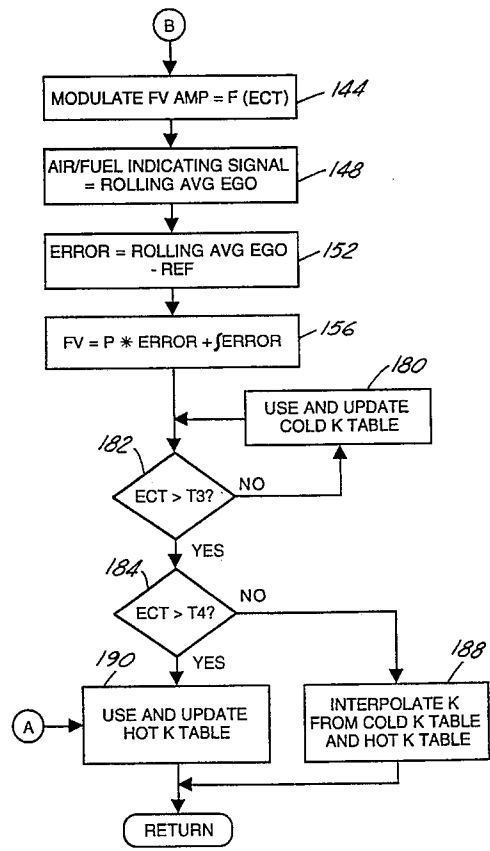 B
MODULATE FV AMP = F (ECT)
144
AIR/FUEL INDICATING SIGNAL
= ROLLING AVG EGO
148
ERROR = ROLLING AVG EGO
- REF
152
FV = P * ERROR + ∫ERROR
156
180
USE AND UPDATE
COLD K TABLE
182
ECT > T3?
NO
YES
184
ECT > T4?
NO
YES
190
USE AND UPDATE
HOT K TABLE
A
188
INTERPOLATE K
FROM COLD K TABLE
AND HOT K TABLE
RETURN